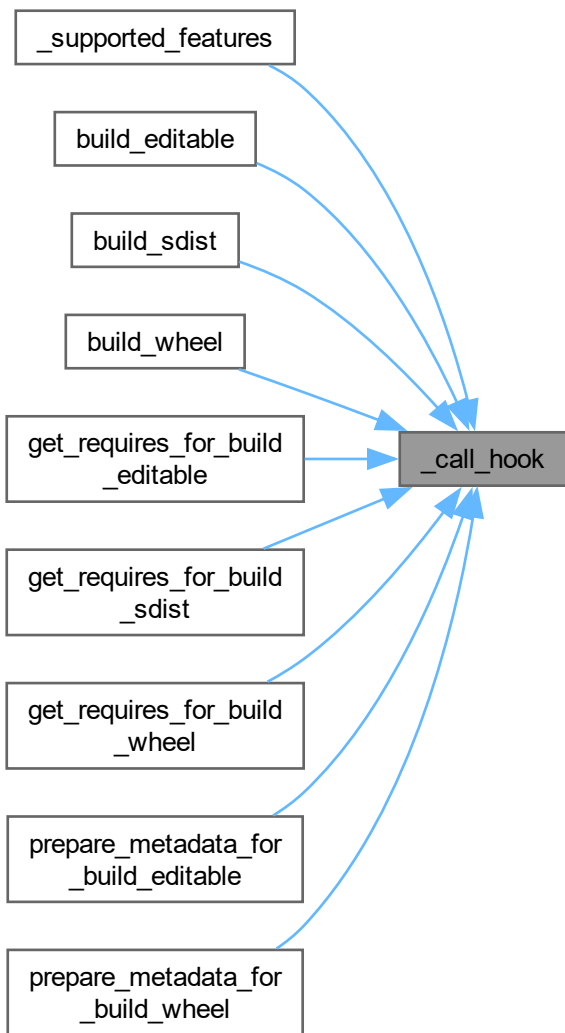 _supported_features
build_editable
build_sdist
build_wheel
get_requires_for_build
_editable
_call_hook
get_requires_for_build
_sdist
get_requires_for_build
_wheel
prepare_metadata_for
_build_editable
prepare_metadata_for
_build_wheel